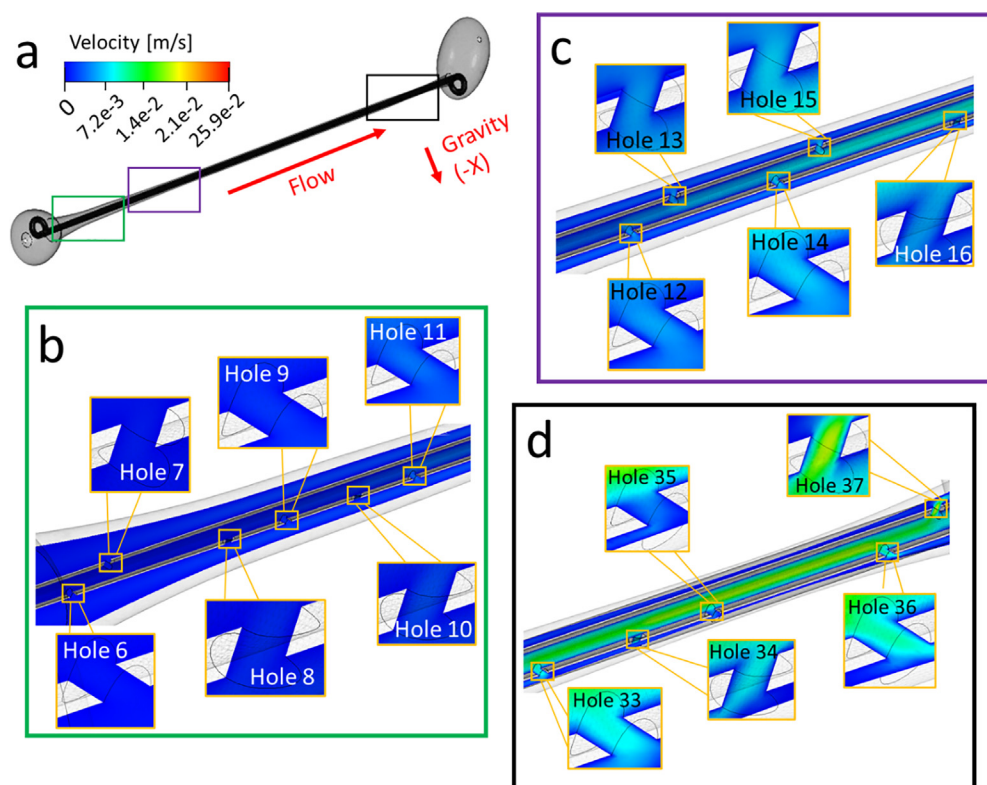 a
Velocity [m/s]
0
7.2e-3
1.4e-2
2.1e-2
25.9e-2
Flow
Gravity
(-X)
b
Hole 6
Hole 7
Hole 8
Hole 9
Hole 10
Hole 11
c
Hole 12
Hole 13
Hole 14
Hole 15
Hole 16
d
Hole 33
Hole 34
Hole 35
Hole 36
Hole 37